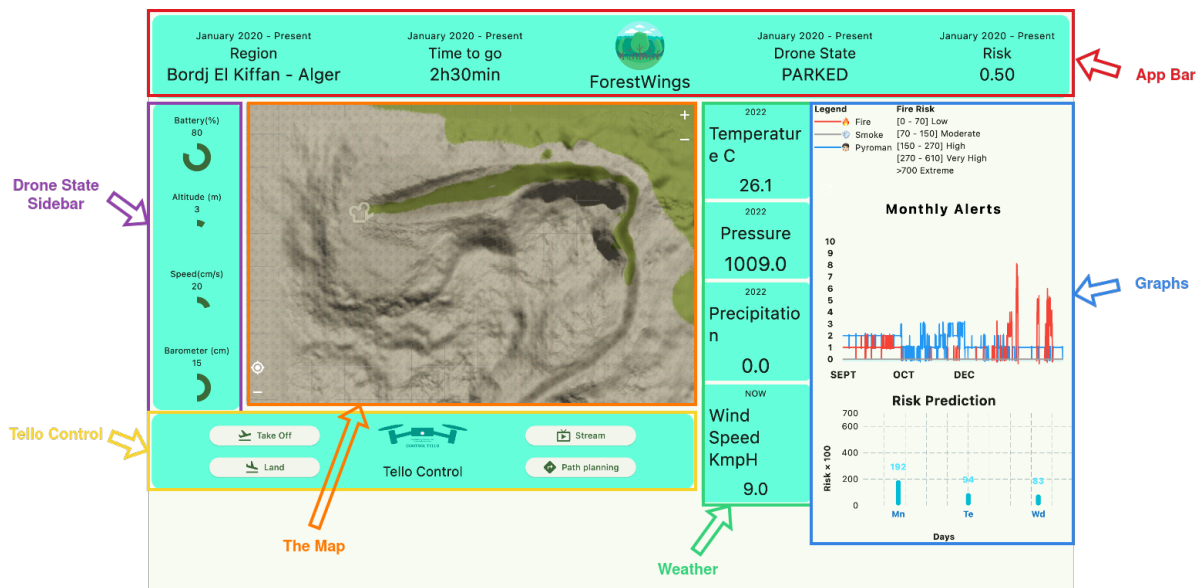 January 2020 - Present
Region
Bordj El Kiffan - Alger
January 2020 - Present
Time to go
2h30min
ForestWings
January 2020 - Present
Drone State
PARKED
January 2020 - Present
Risk
0.50
App Bar
Drone State
Sidebar
Battery(%)
80
Altitude (m)
3
Speed(cm/s)
20
Barometer (cm)
15
+
−
2022
Temperatur
e C
26.1
2022
Pressure
1009.0
2022
Precipitatio
n
0.0
NOW
Wind
Speed
KmpH
9.0
Legend
Fire
Smoke
Pyroman
Fire Risk
[0 - 70] Low
[70 - 150] Moderate
[150 - 270] High
[270 - 610] Very High
>700 Extreme
Monthly Alerts
10
9
8
7
6
5
4
3
2
1
0
SEPT
OCT
DEC
Graphs
Risk Prediction
700
600
400
200
0
Risk × 100
192
94
83
Mn
Te
Wd
Days
Tello Control
Take Off
Land
CONTROL TELLO
Tello Control
Stream
Path planning
The Map
Weather